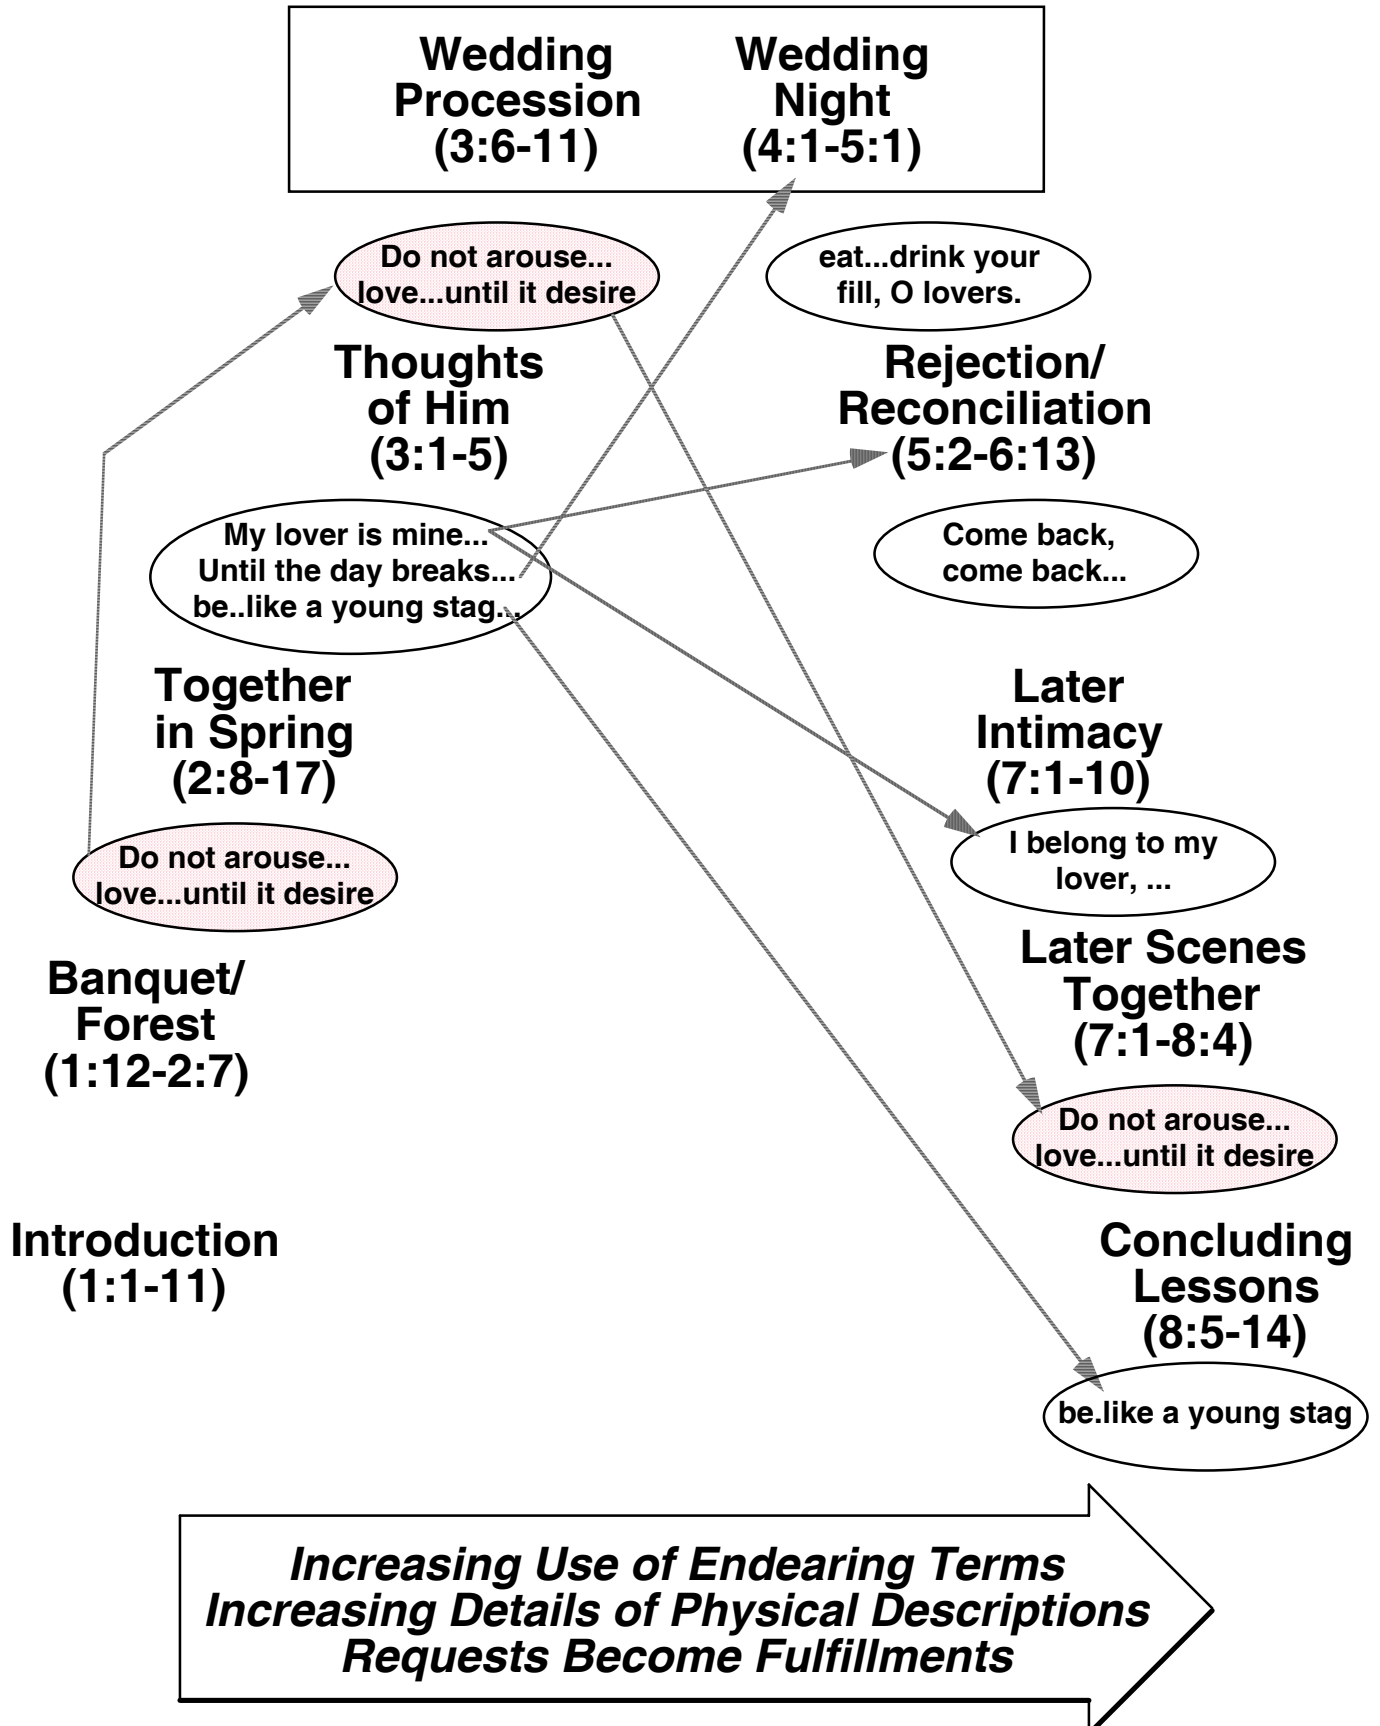 Wedding
Procession
(3:6-11)
Wedding
Night
(4:1-5:1)
Do not arouse...
love...until it desire
eat...drink your
fill, O lovers.
Thoughts
of Him
(3:1-5)
Rejection/
Reconciliation
(5:2-6:13)
My lover is mine...
Until the day breaks...
be..like a young stag...
Come back,
come back...
Together
in Spring
(2:8-17)
Later
Intimacy
(7:1-10)
Do not arouse...
love...until it desire
I belong to my
lover, ...
Banquet/
Forest
(1:12-2:7)
Later Scenes
Together
(7:1-8:4)
Do not arouse...
love...until it desire
Introduction
(1:1-11)
Concluding
Lessons
(8:5-14)
be.like a young stag
Increasing Use of Endearing Terms
Increasing Details of Physical Descriptions
Requests Become Fulfillments